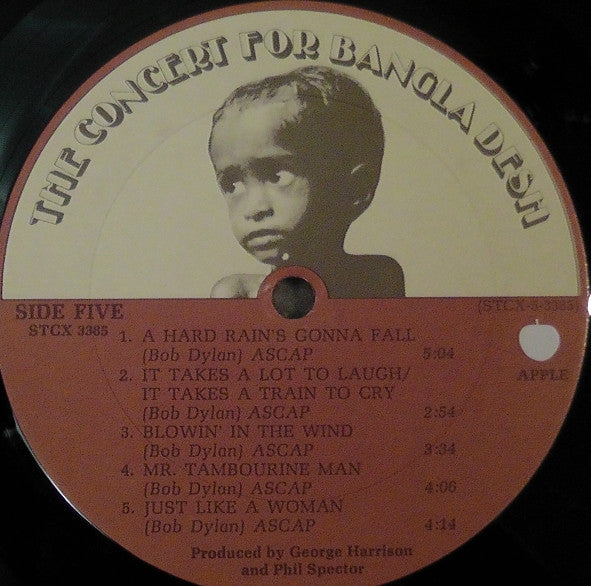 THE CONCERT FOR BANGLA DESH
SIDE FIVE
STCX 3385
(STCX-5-3385)
1. A HARD RAIN'S GONNA FALL
(Bob Dylan) ASCAP 5:04
2. IT TAKES A LOT TO LAUGH/
IT TAKES A TRAIN TO CRY
(Bob Dylan) ASCAP 2:54
3. BLOWIN' IN THE WIND
(Bob Dylan) ASCAP 3:34
4. MR. TAMBOURINE MAN
(Bob Dylan) ASCAP 4:06
5. JUST LIKE A WOMAN
(Bob Dylan) ASCAP 4:14
APPLE
Produced by George Harrison
and Phil Spector